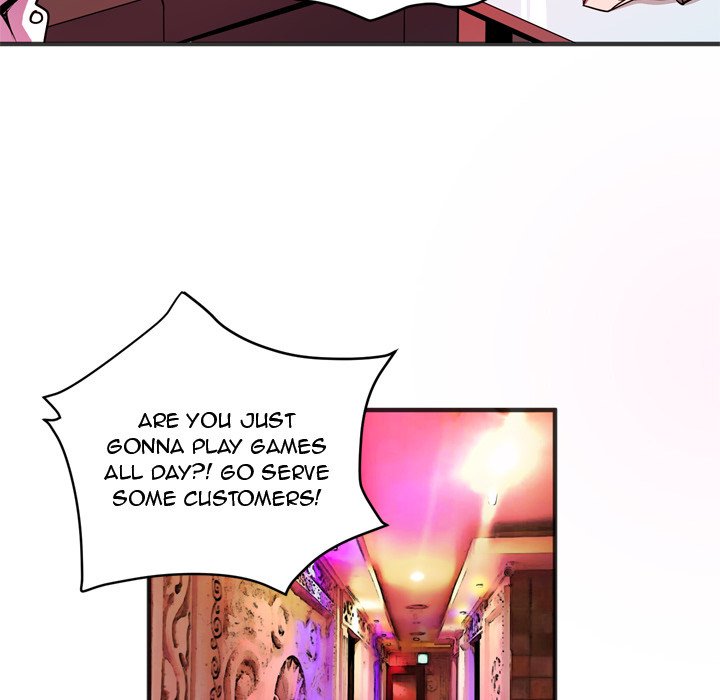 ARE YOU JUST
GONNA PLAY GAMES
ALL DAY?! GO SERVE
SOME CUSTOMERS!